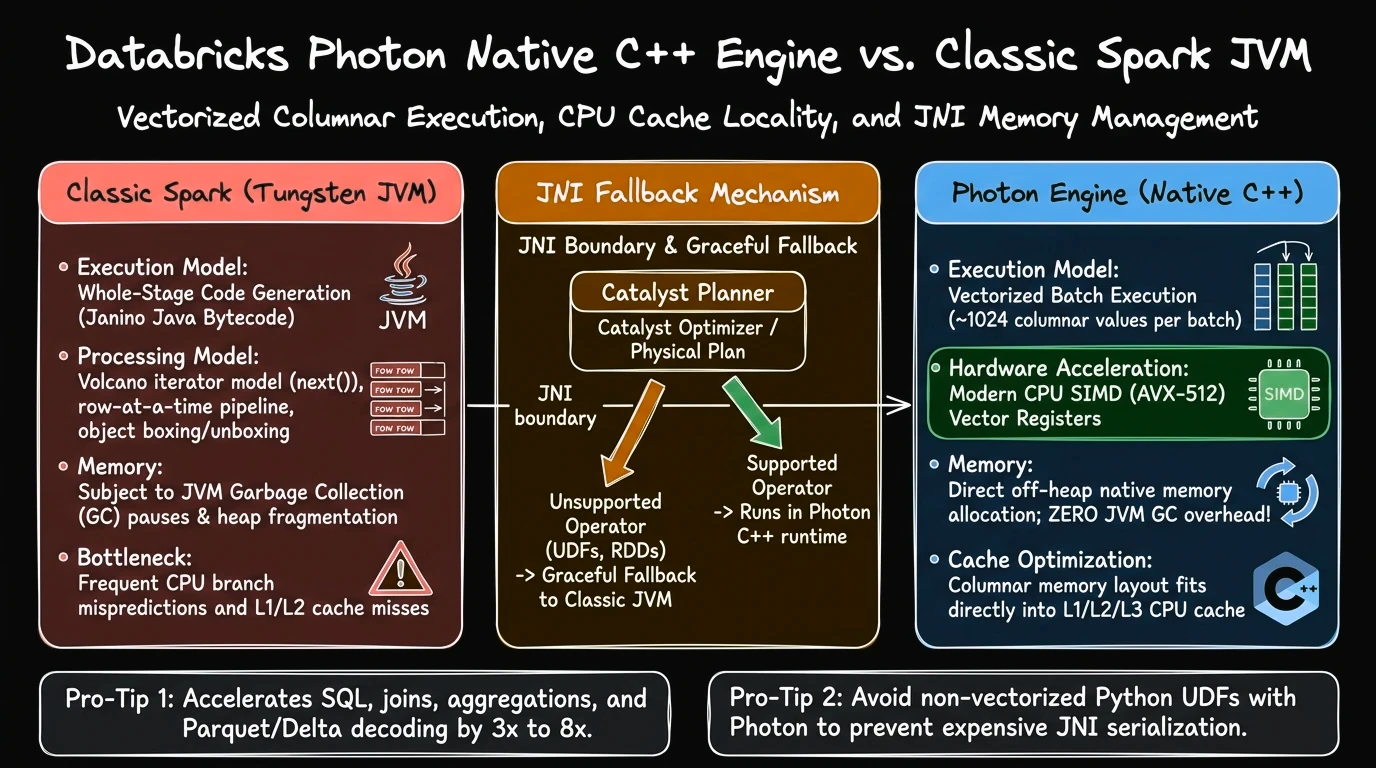 Databricks Photon Native C++ Engine vs. Classic Spark JVM
Vectorized Columnar Execution, CPU Cache Locality, and JNI Memory Management
Classic Spark (Tungsten JVM)
Execution Model:
Whole-Stage Code Generation
(Janino Java Bytecode)
JVM
Processing Model:
Volcano iterator model (next()),
row-at-a-time pipeline,
object boxing/unboxing
row row
row row
row row
row row
Memory:
Subject to JVM Garbage Collection
(GC) pauses & heap fragmentation
Bottleneck:
Frequent CPU branch
mispredictions and L1/L2 cache misses
JNI Fallback Mechanism
JNI Boundary & Graceful Fallback
Catalyst Planner
Catalyst Optimizer /
Physical Plan
JNI
boundary
Unsupported
Operator
(UDFs, RDDs)
-> Graceful Fallback
to Classic JVM
Supported
Operator
-> Runs in Photon
C++ runtime
Photon Engine (Native C++)
Execution Model:
Vectorized Batch Execution
(~1024 columnar values per batch)
Hardware Acceleration:
Modern CPU SIMD (AVX-512)
Vector Registers
SIMD
Memory:
Direct off-heap native memory
allocation; ZERO JVM GC overhead!
Cache Optimization:
Columnar memory layout fits
directly into L1/L2/L3 CPU cache
C++
Pro-Tip 1: Accelerates SQL, joins, aggregations, and
Parquet/Delta decoding by 3x to 8x.
Pro-Tip 2: Avoid non-vectorized Python UDFs with
Photon to prevent expensive JNI serialization.